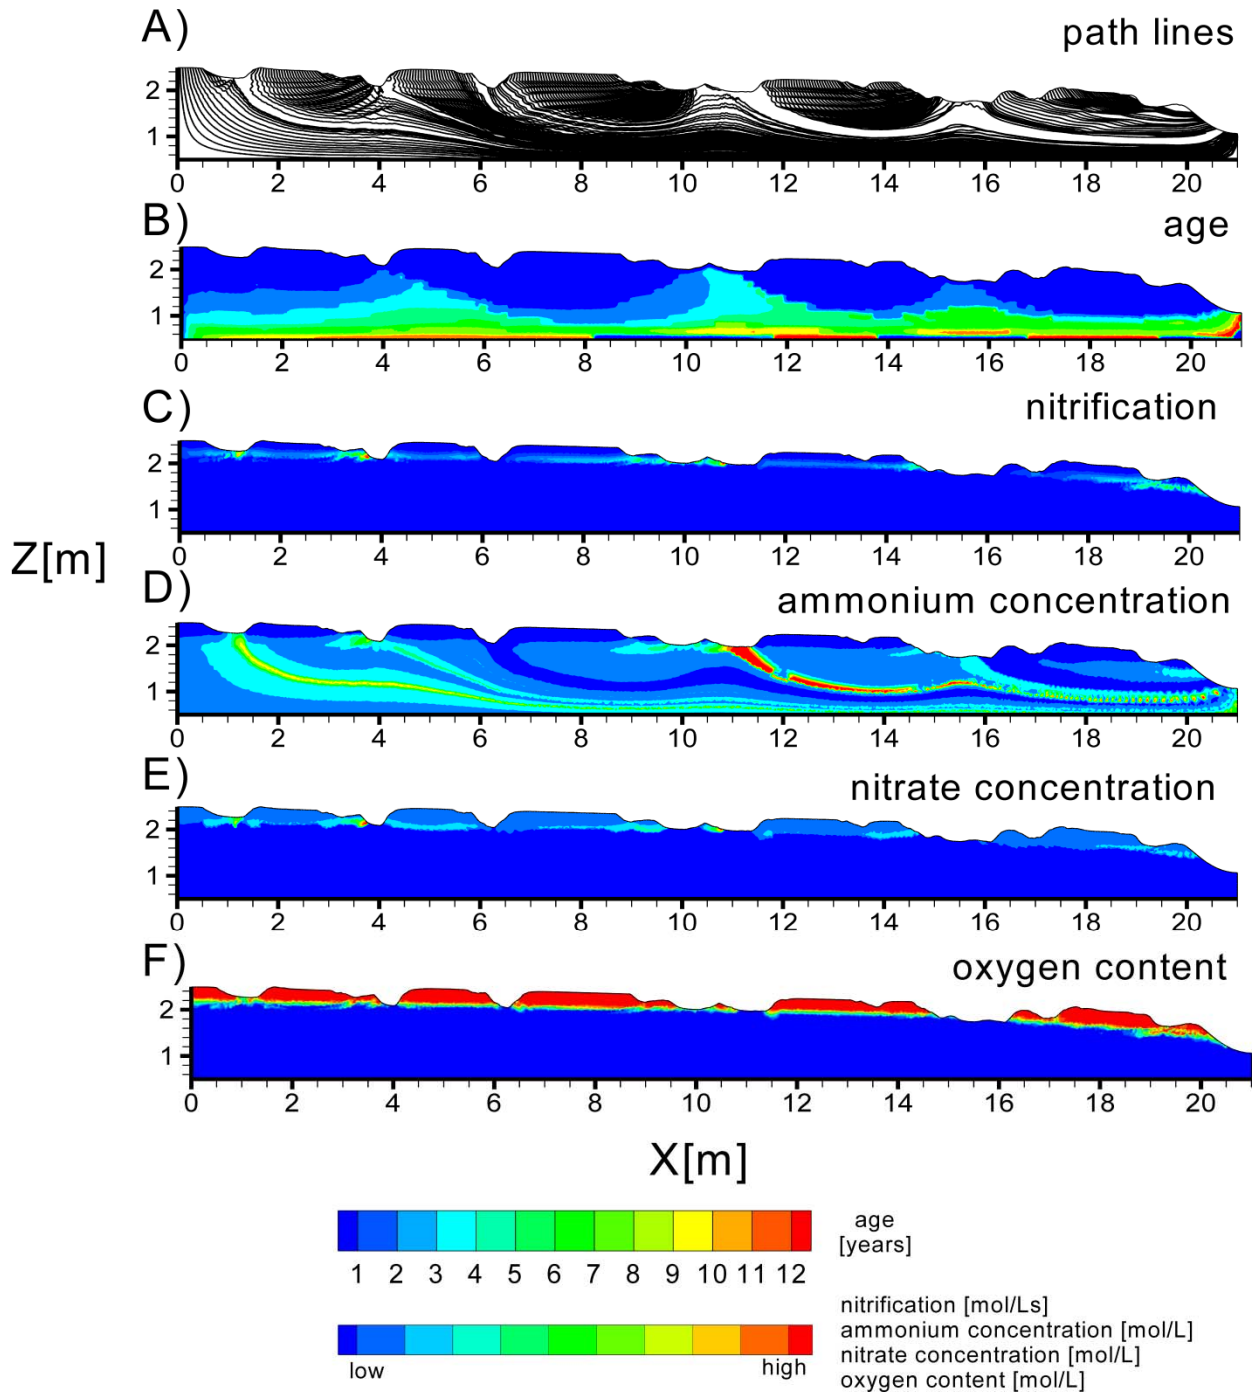 A)
path lines
2
1
0 2 4 6 8 10 12 14 16 18 20
B)
age
2
1
0 2 4 6 8 10 12 14 16 18 20
C)
nitrification
2
1
0 2 4 6 8 10 12 14 16 18 20
Z[m]
D)
ammonium concentration
2
1
0 2 4 6 8 10 12 14 16 18 20
E)
nitrate concentration
2
1
0 2 4 6 8 10 12 14 16 18 20
F)
oxygen content
2
1
0 2 4 6 8 10 12 14 16 18 20
X[m]
age
[years]
1 2 3 4 5 6 7 8 9 10 11 12
nitrification [mol/Ls]
ammonium concentration [mol/L]
nitrate concentration [mol/L]
oxygen content [mol/L]
low high